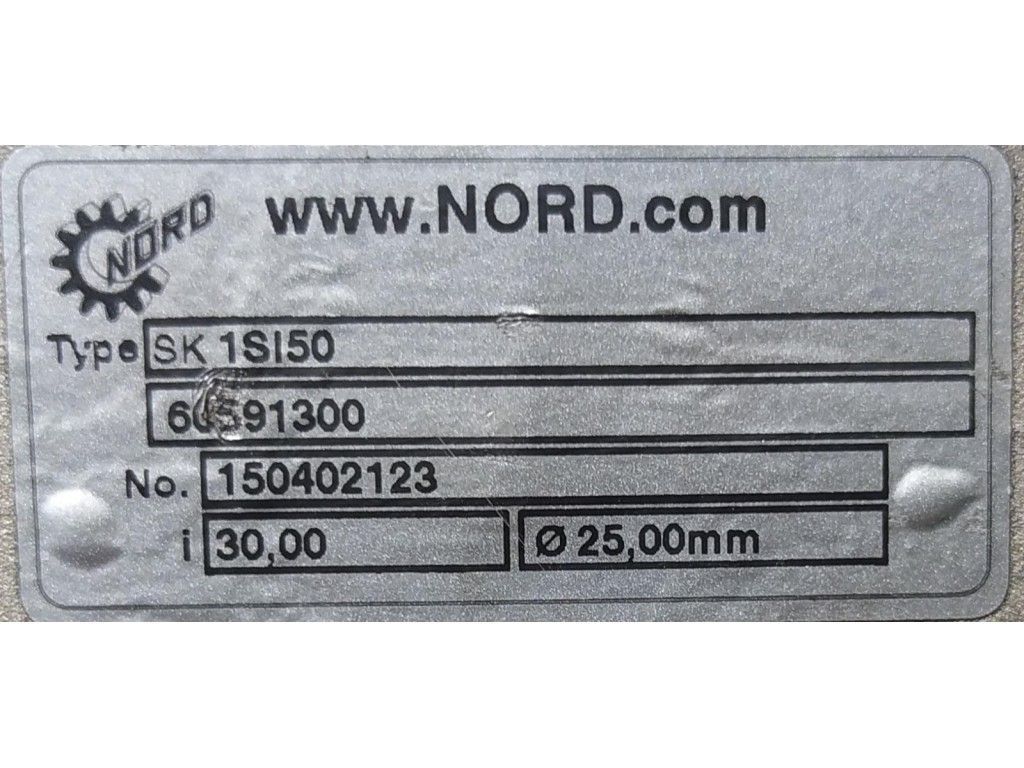 NORD
www.NORD.com
Type SK 1SI50
No. 150402123
i 30,00 Ø 25,00mm